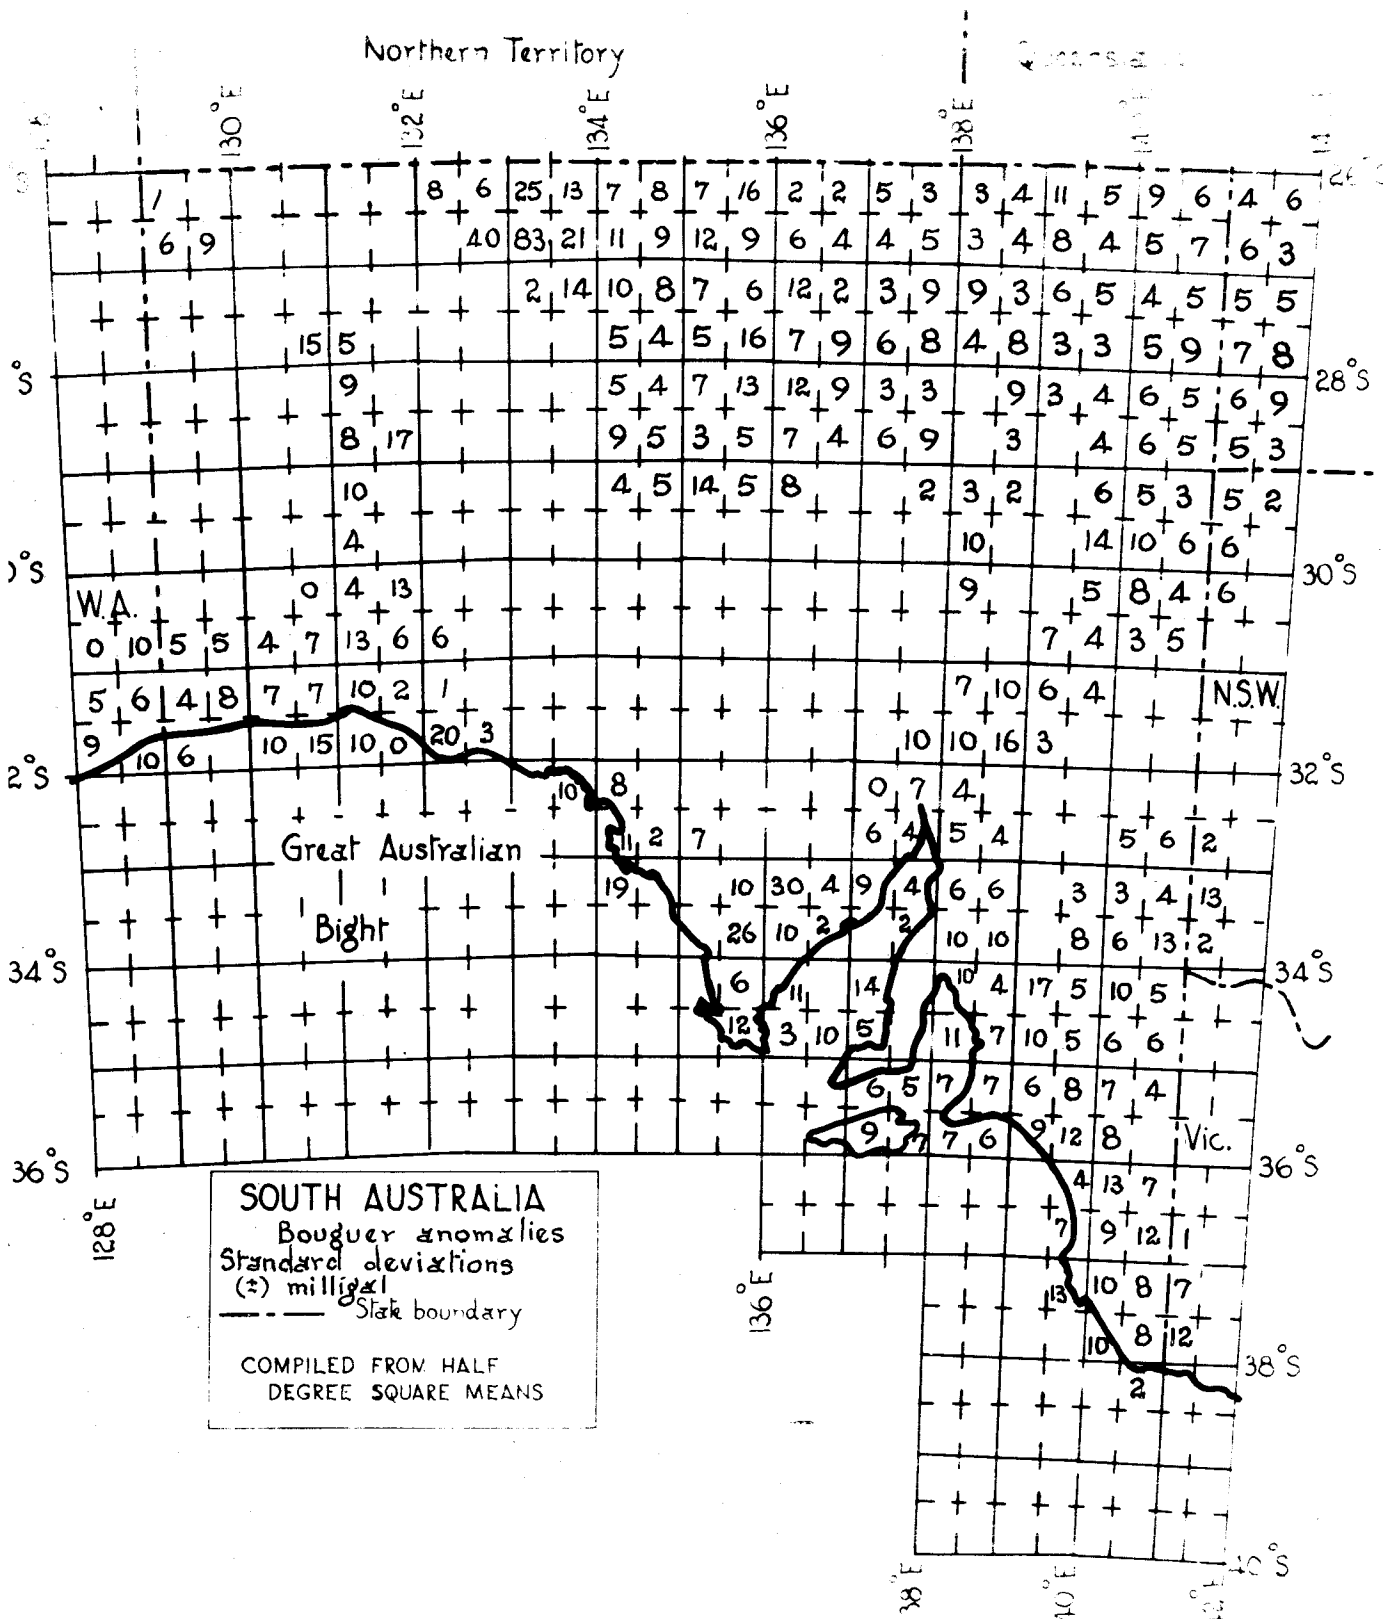 Northern Territory
130°E 132°E 134°E 136°E 138°E
26°
1 8 6 25 13 7 8 7 16 2 2 5 3 3 4 11 5 9 6 4 6
6 9 40 83 21 11 9 12 9 6 4 4 5 3 4 8 4 5 7 6 3
2 14 10 8 7 6 12 2 3 9 9 3 6 5 4 5 5 5
15 5 5 4 5 16 7 9 6 8 4 8 3 3 5 9 7 8
°S 28°S
9 5 4 7 13 12 9 3 3 9 3 4 6 5 6 9
8 17 9 5 3 5 7 4 6 9 3 4 6 5 5 3
10 4 5 14 5 8 2 3 2 6 5 3 5 2
4 10 14 10 6 6
°S 30°S
W.A. 0 4 13 9 5 8 4 6
0 10 5 5 4 7 13 6 6 7 4 3 5
5 6 4 8 7 7 10 2 1 7 10 6 4 N.S.W.
9 10 6 10 15 10 0 20 3 10 10 16 3
2°S 32°S
10 8 0 7 4
Great Australian 11 2 7 6 4 5 4 5 6 2
19 10 30 4 9 4 6 6 3 3 4 13
Bight 26 10 2 2 10 10 8 6 13 2
34°S 34°S
6 11 14 10 4 17 5 10 5
12 3 10 5 11 7 10 5 6 6
6 5 7 7 6 8 7 4
9 7 7 6 9 12 8 Vic.
36°S 36°S
4 13 7
7 9 12 1
128°E
136°E
13 10 8 7
10 8 12
38°S
2
SOUTH AUSTRALIA
Bouguer anomalies
Standard deviations
(±) milligal
State boundary
COMPILED FROM HALF
DEGREE SQUARE MEANS
40°S
38°E 40°E